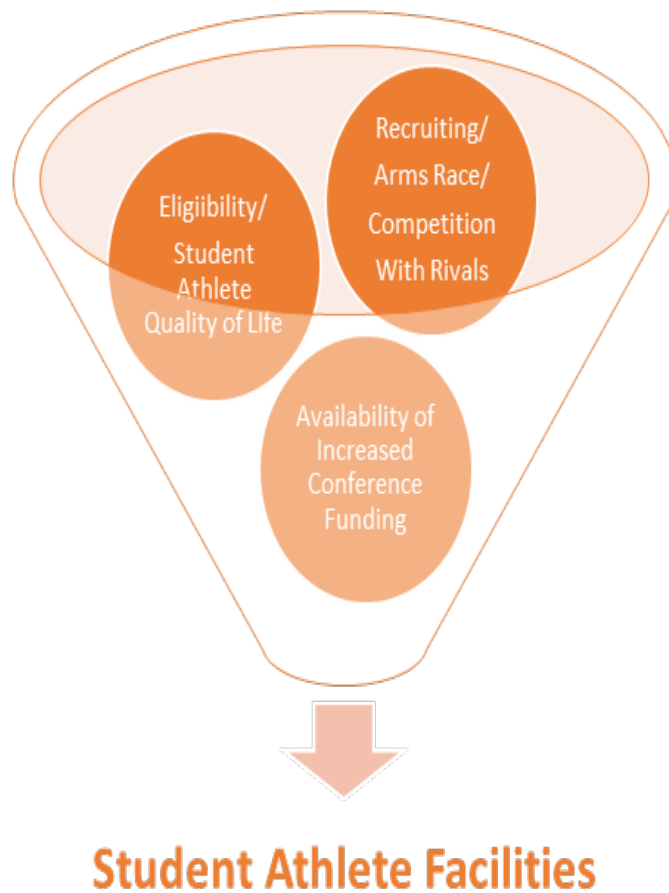 Eligiibility/
Student
Athlete
Quality of LIfe
Recruiting/
Arms Race/
Competition
With Rivals
Availability of
Increased
Conference
Funding
Student Athlete Facilities